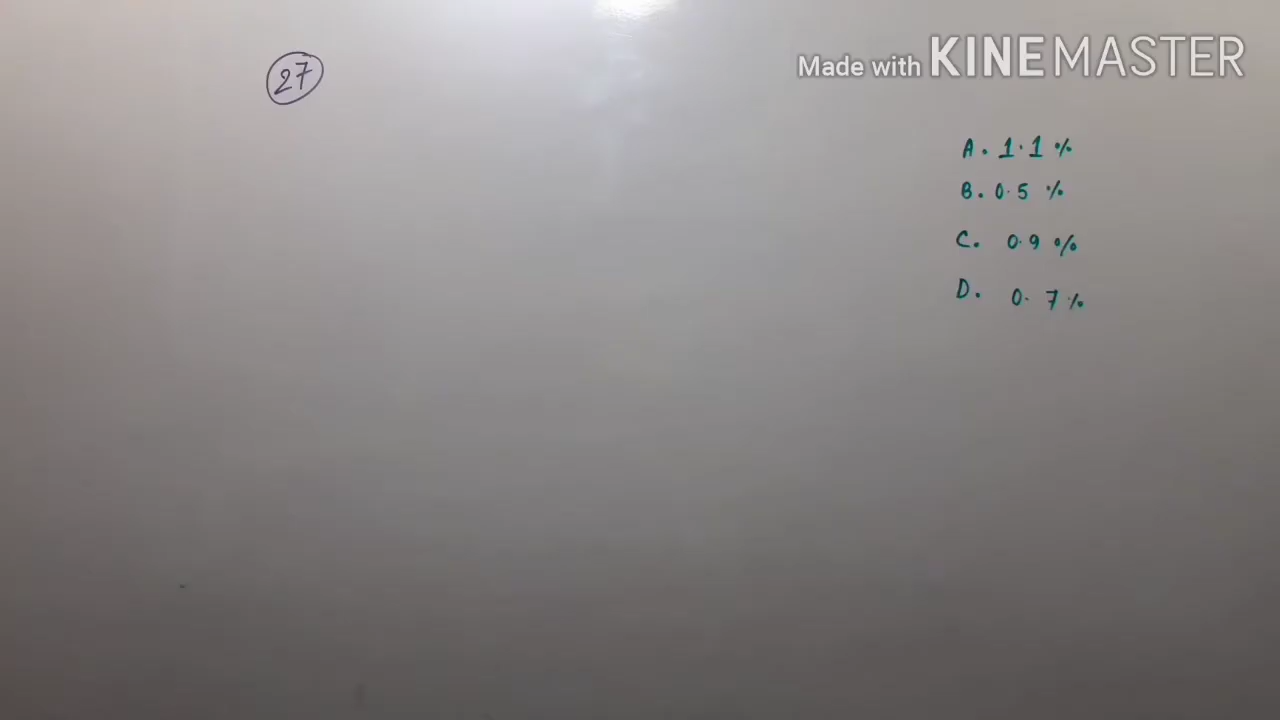 27
Made with KINEMASTER
A. 1.1 %
B. 0.5 %
C. 0.9 %
D. 0.7 %